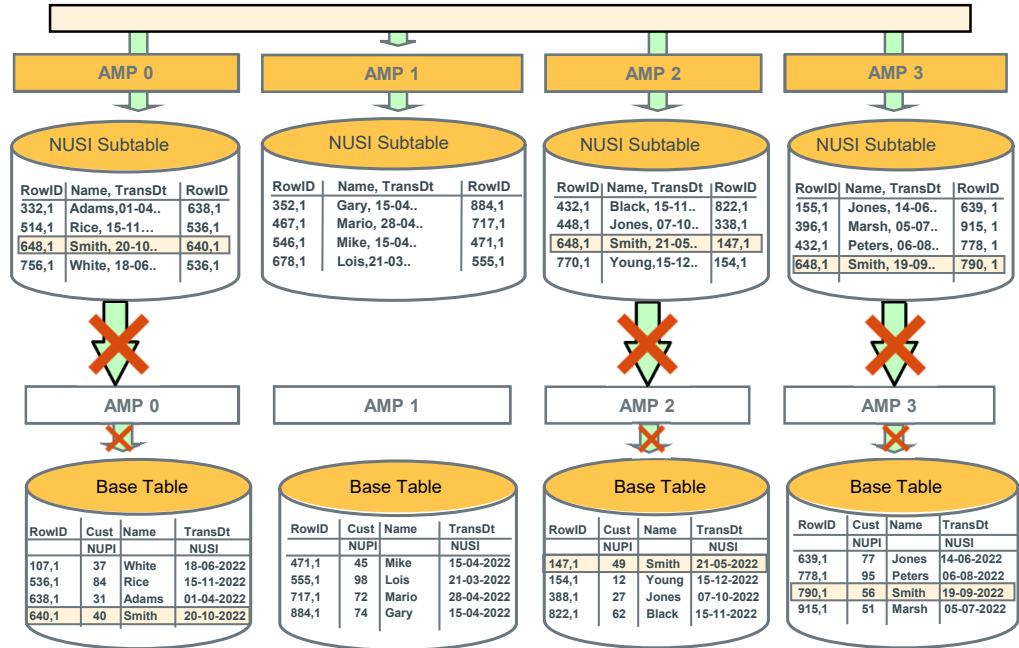 AMP 0
AMP 1
AMP 2
AMP 3
NUSI Subtable
RowID Name, TransDt RowID
332,1 Adams,01-04.. 638,1
514,1 Rice, 15-11... 536,1
648,1 Smith, 20-10.. 640,1
756,1 White, 18-06.. 536,1
NUSI Subtable
RowID Name, TransDt RowID
352,1 Gary, 15-04.. 884,1
467,1 Mario, 28-04.. 717,1
546,1 Mike, 15-04.. 471,1
678,1 Lois,21-03.. 555,1
NUSI Subtable
RowID Name, TransDt RowID
432,1 Black, 15-11.. 822,1
448,1 Jones, 07-10.. 338,1
648,1 Smith, 21-05.. 147,1
770,1 Young,15-12.. 154,1
NUSI Subtable
RowID Name, TransDt RowID
155,1 Jones, 14-06.. 639, 1
396,1 Marsh, 05-07.. 915, 1
432,1 Peters, 06-08.. 778, 1
648,1 Smith, 19-09.. 790, 1
AMP 0
AMP 1
AMP 2
AMP 3
Base Table
RowID Cust Name TransDt
NUPI NUSI
107,1 37 White 18-06-2022
536,1 84 Rice 15-11-2022
638,1 31 Adams 01-04-2022
640,1 40 Smith 20-10-2022
Base Table
RowID Cust Name TransDt
NUPI NUSI
471,1 45 Mike 15-04-2022
555,1 98 Lois 21-03-2022
717,1 72 Mario 28-04-2022
884,1 74 Gary 15-04-2022
Base Table
RowID Cust Name TransDt
NUPI NUSI
147,1 49 Smith 21-05-2022
154,1 12 Young 15-12-2022
388,1 27 Jones 07-10-2022
822,1 62 Black 15-11-2022
Base Table
RowID Cust Name TransDt
NUPI NUSI
639,1 77 Jones 14-06-2022
778,1 95 Peters 06-08-2022
790,1 56 Smith 19-09-2022
915,1 51 Marsh 05-07-2022